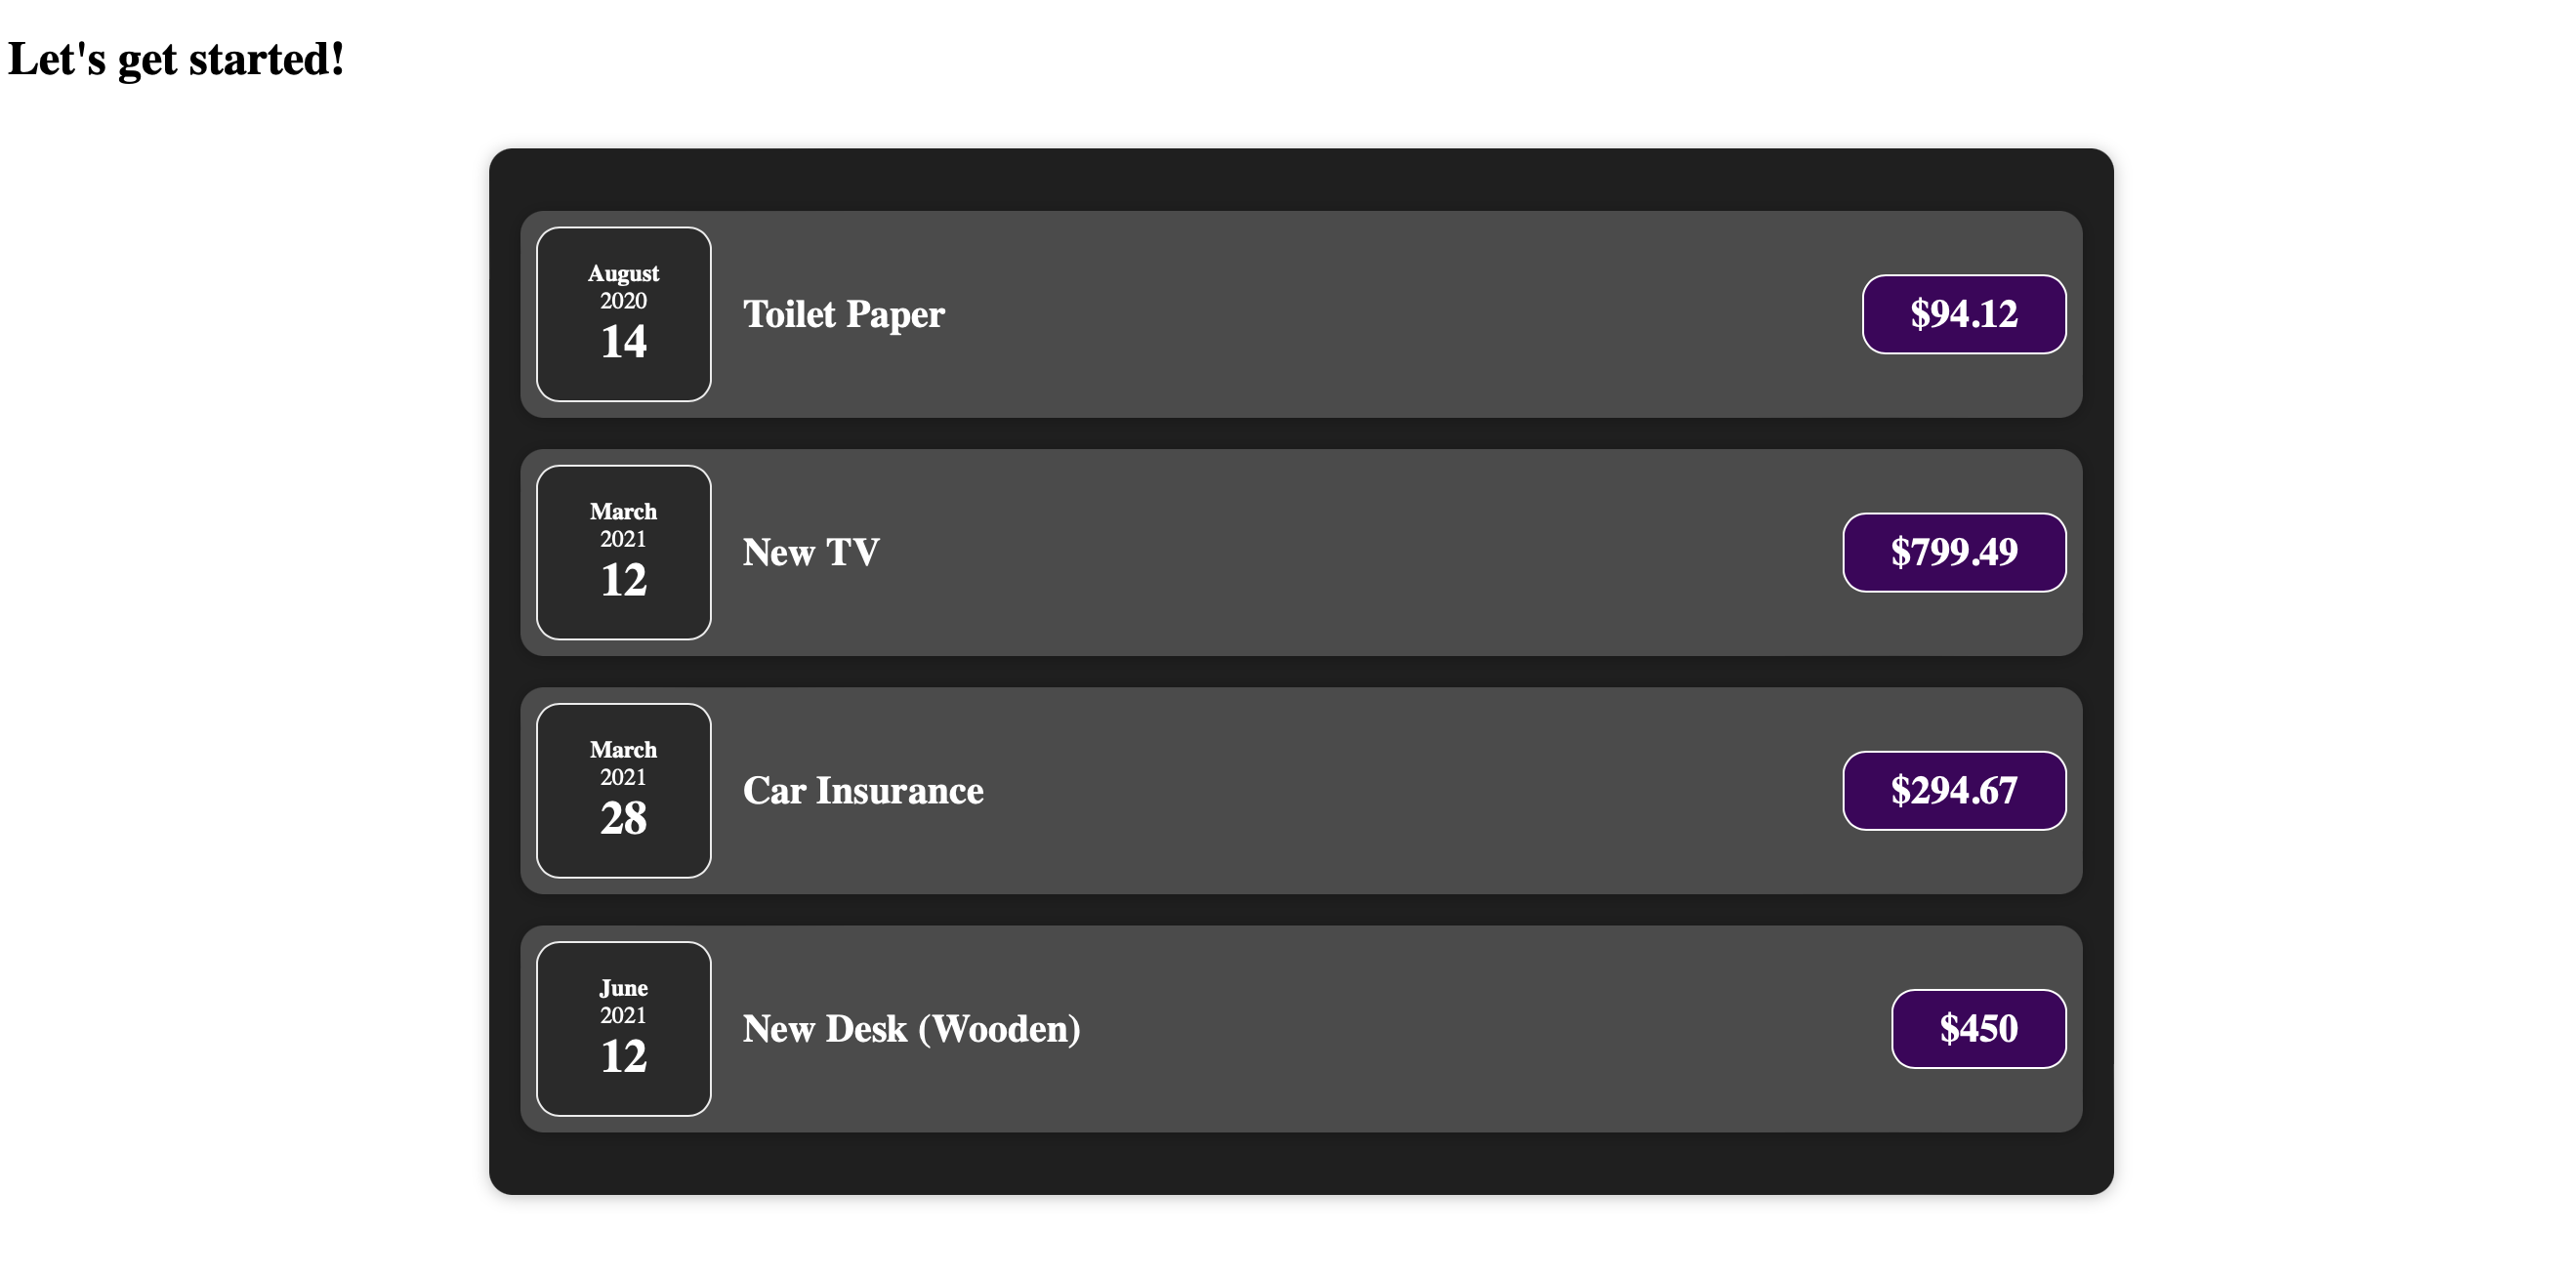 Let's get started!
August
2020
14
Toilet Paper
$94.12
March
2021
12
New TV
$799.49
March
2021
28
Car Insurance
$294.67
June
2021
12
New Desk (Wooden)
$450